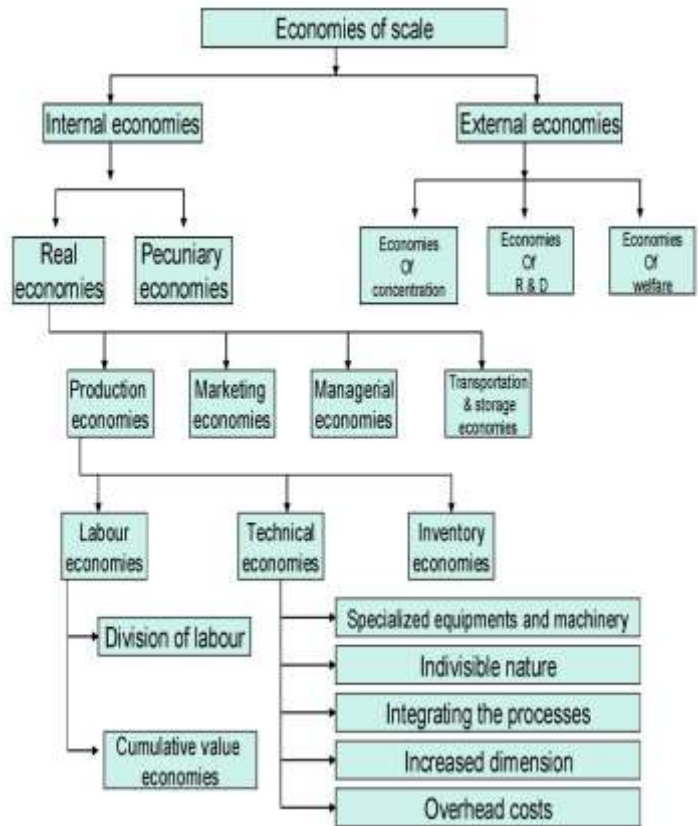 Economies of scale
Internal economies
External economies
Real
economies
Pecuniary
economies
Economies
Of
concentration
Economies
Of
R & D
Economies
Of
welfare
Production
economies
Marketing
economies
Managerial
economies
Transportation
& storage
economies
Labour
economies
Technical
economies
Inventory
economies
Division of labour
Cumulative value
economies
Specialized equipments and machinery
Indivisible nature
Integrating the processes
Increased dimension
Overhead costs